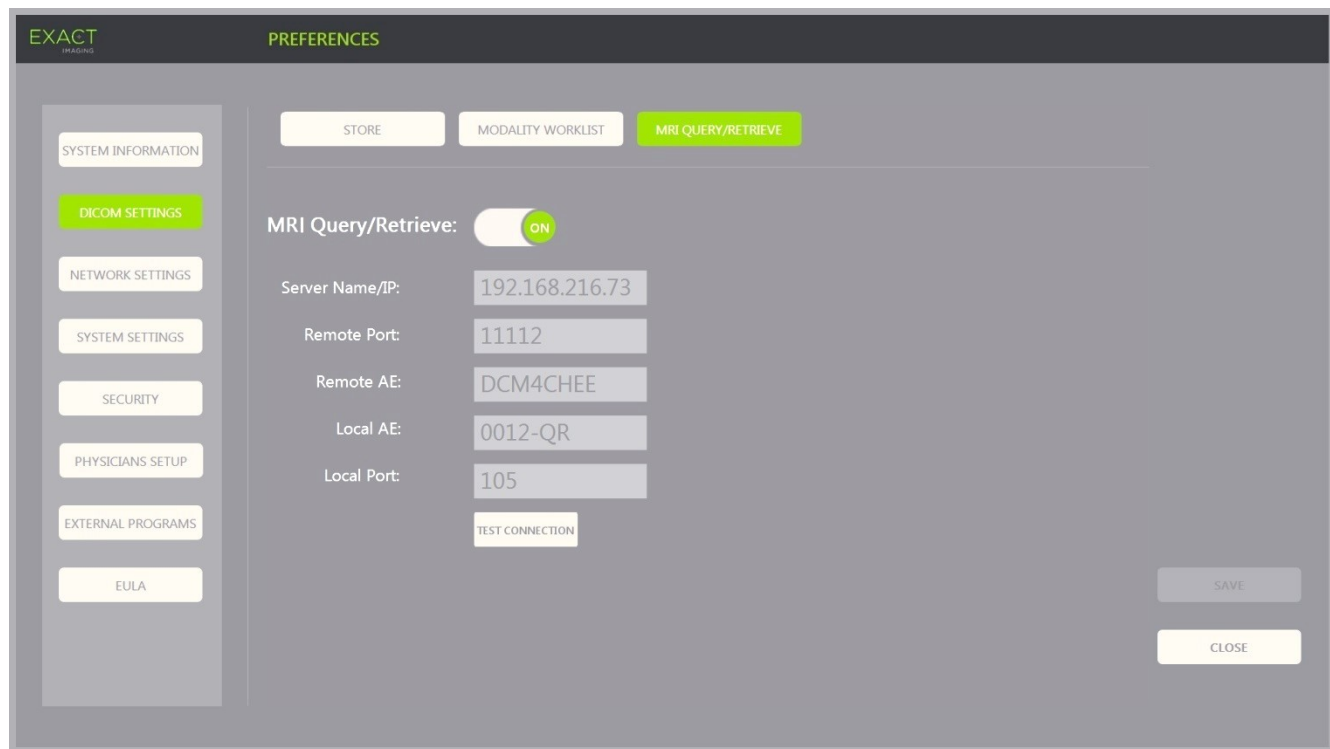 EXACT
IMAGING
PREFERENCES
SYSTEM INFORMATION
DICOM SETTINGS
NETWORK SETTINGS
SYSTEM SETTINGS
SECURITY
PHYSICIANS SETUP
EXTERNAL PROGRAMS
EULA
STORE
MODALITY WORKLIST
MRI QUERY/RETRIEVE
MRI Query/Retrieve: ON
Server Name/IP: 192.168.216.73
Remote Port: 11112
Remote AE: DCM4CHEE
Local AE: 0012-QR
Local Port: 105
TEST CONNECTION
SAVE
CLOSE